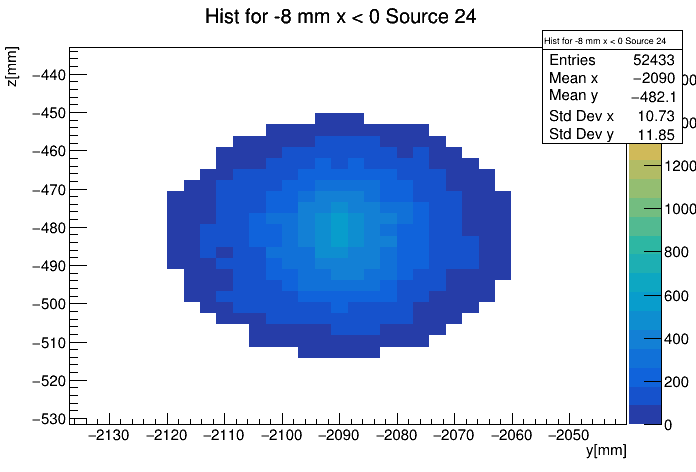 Hist for -8 mm x < 0 Source 24
Hist for -8 mm x < 0 Source 24
Entries 52433
Mean x −2090
Mean y −482.1
Std Dev x 10.73
Std Dev y 11.85
z[mm]
−440
−450
−460
−470
−480
−490
−500
−510
−520
−530
1200
1000
800
600
400
200
0
−2130 −2120 −2110 −2100 −2090 −2080 −2070 −2060 −2050
y[mm]